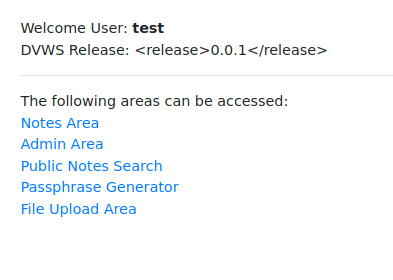 Welcome User: test
DVWS Release: <release>0.0.1</release>
The following areas can be accessed:
Notes Area
Admin Area
Public Notes Search
Passphrase Generator
File Upload Area